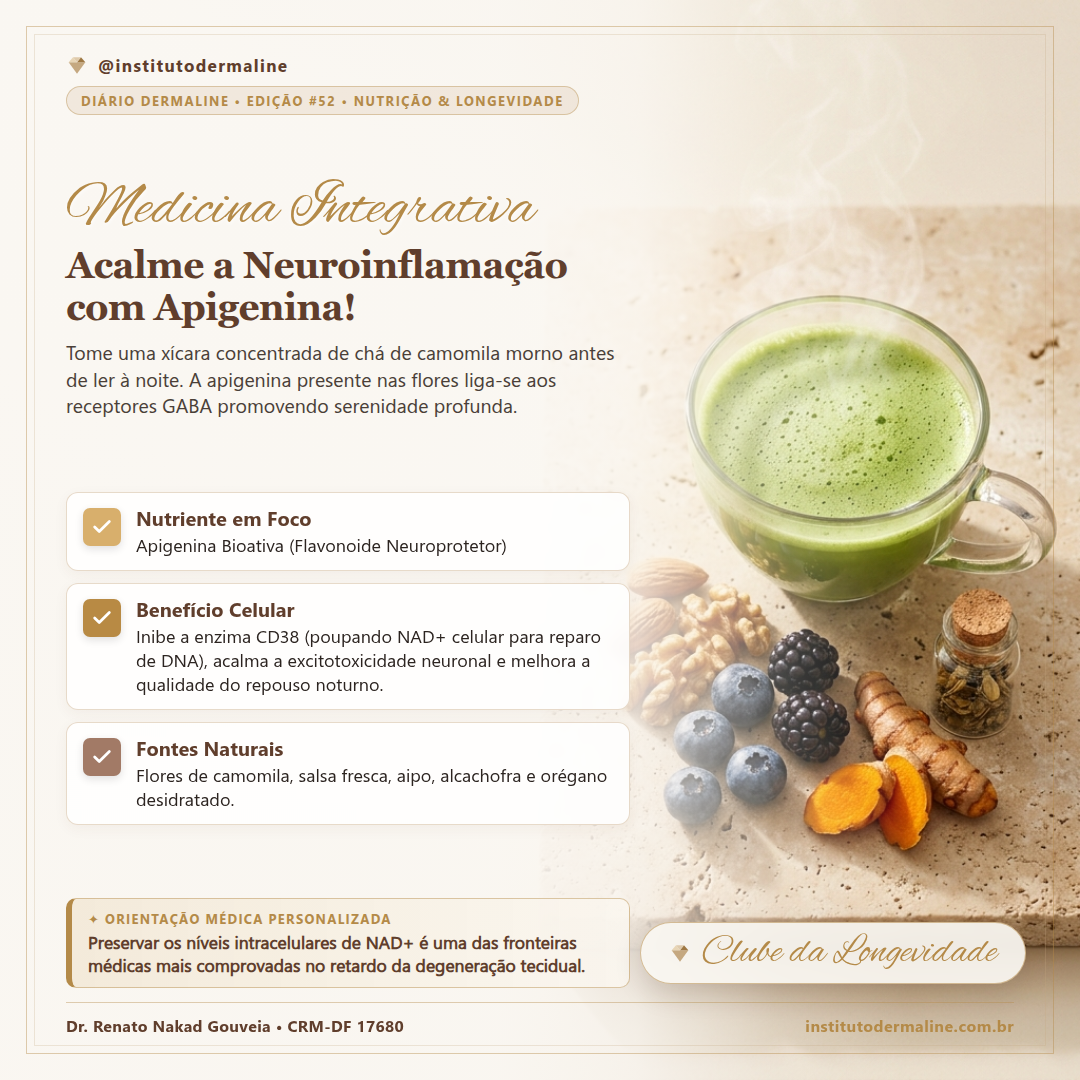 @institutodermaline
DIÁRIO DERMALINE • EDIÇÃO #52 • NUTRIÇÃO & LONGEVIDADE
Medicina Integrativa
Acalme a Neuroinflamação
com Apigenina!
Tome uma xícara concentrada de chá de camomila morno antes
de ler à noite. A apigenina presente nas flores liga-se aos
receptores GABA promovendo serenidade profunda.
Nutriente em Foco
Apigenina Bioativa (Flavonoide Neuroprotetor)
Benefício Celular
Inibe a enzima CD38 (poupando NAD+ celular para reparo
de DNA), acalma a excitotoxicidade neuronal e melhora a
qualidade do repouso noturno.
Fontes Naturais
Flores de camomila, salsa fresca, aipo, alcachofra e orégano
desidratado.
✦ ORIENTAÇÃO MÉDICA PERSONALIZADA
Preservar os níveis intracelulares de NAD+ é uma das fronteiras
médicas mais comprovadas no retardo da degeneração tecidual.
Clube da Longevidade
Dr. Renato Nakad Gouveia • CRM-DF 17680
institutodermaline.com.br